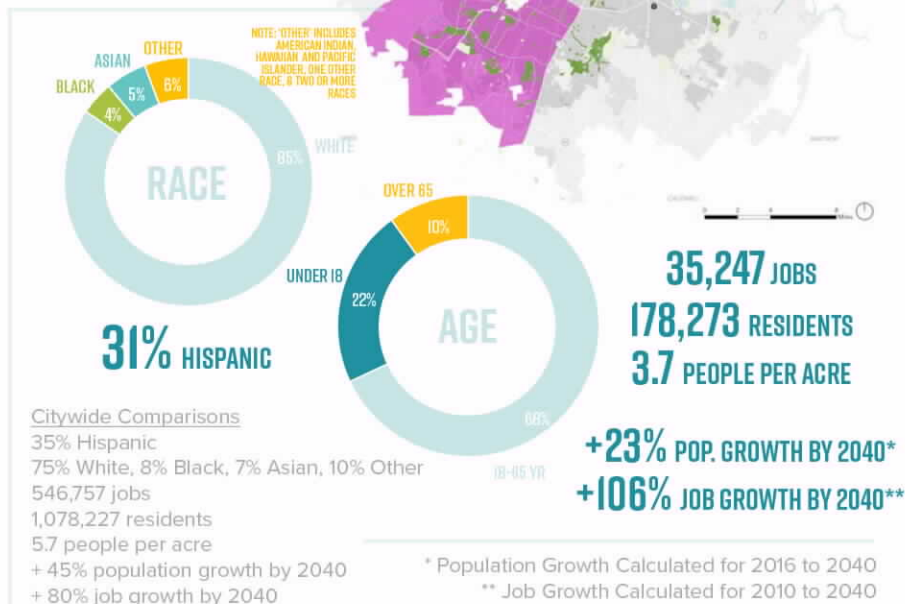 NOTE: 'OTHER' INCLUDES
AMERICAN INDIAN,
HAWAIIAN AND PACIFIC
ISLANDER, ONE OTHER
RACE, & TWO OR MORE
RACES
OTHER
ASIAN
BLACK
6%
5%
4%
85%
WHITE
RACE
31% HISPANIC
OVER 65
10%
UNDER 18
22%
AGE
68%
18-65 YR
Miles
35,247 JOBS
178,273 RESIDENTS
3.7 PEOPLE PER ACRE
+23% POP. GROWTH BY 2040*
+106% JOB GROWTH BY 2040**
Citywide Comparisons
35% Hispanic
75% White, 8% Black, 7% Asian, 10% Other
546,757 jobs
1,078,227 residents
5.7 people per acre
+ 45% population growth by 2040
+ 80% job growth by 2040
* Population Growth Calculated for 2016 to 2040
** Job Growth Calculated for 2010 to 2040